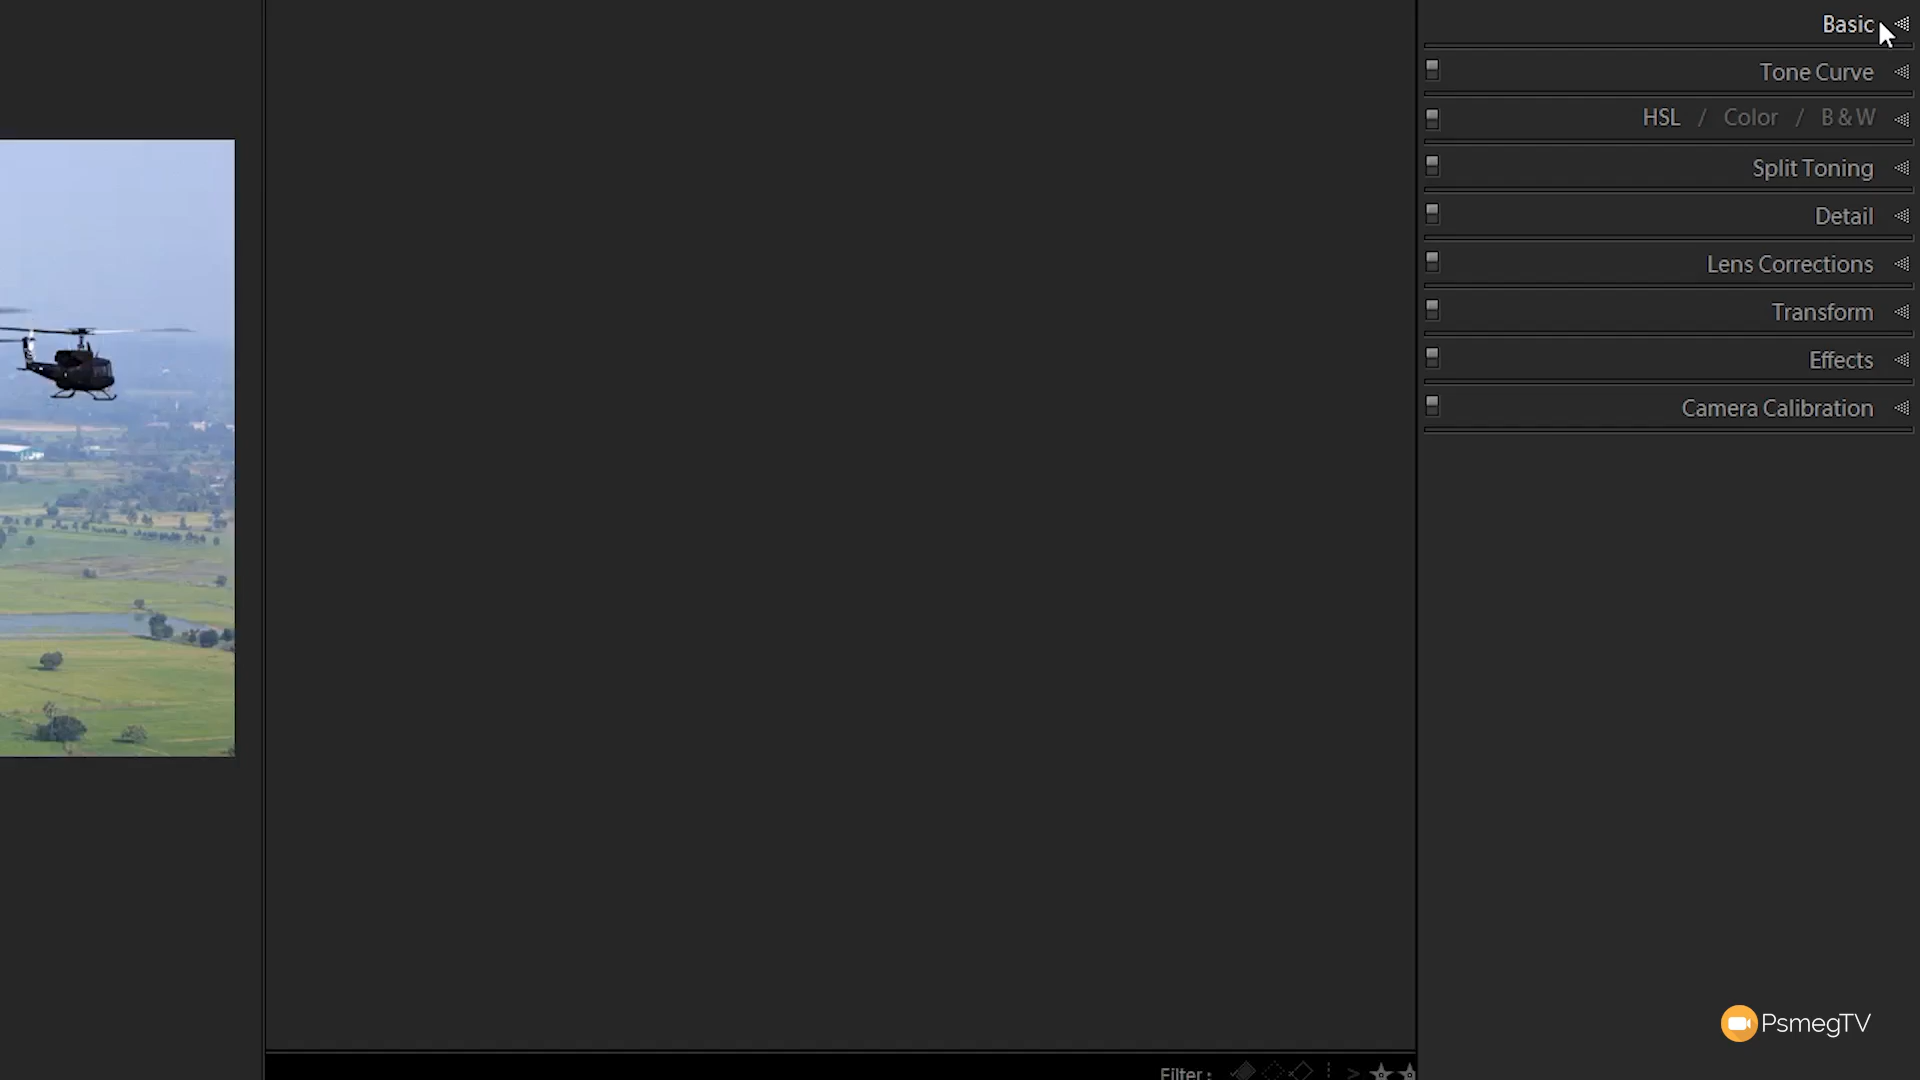 Basic
Tone Curve
HSL / Color / B & W
Split Toning
Detail
Lens Corrections
Transform
Effects
Camera Calibration
PsmegTV
Filter :